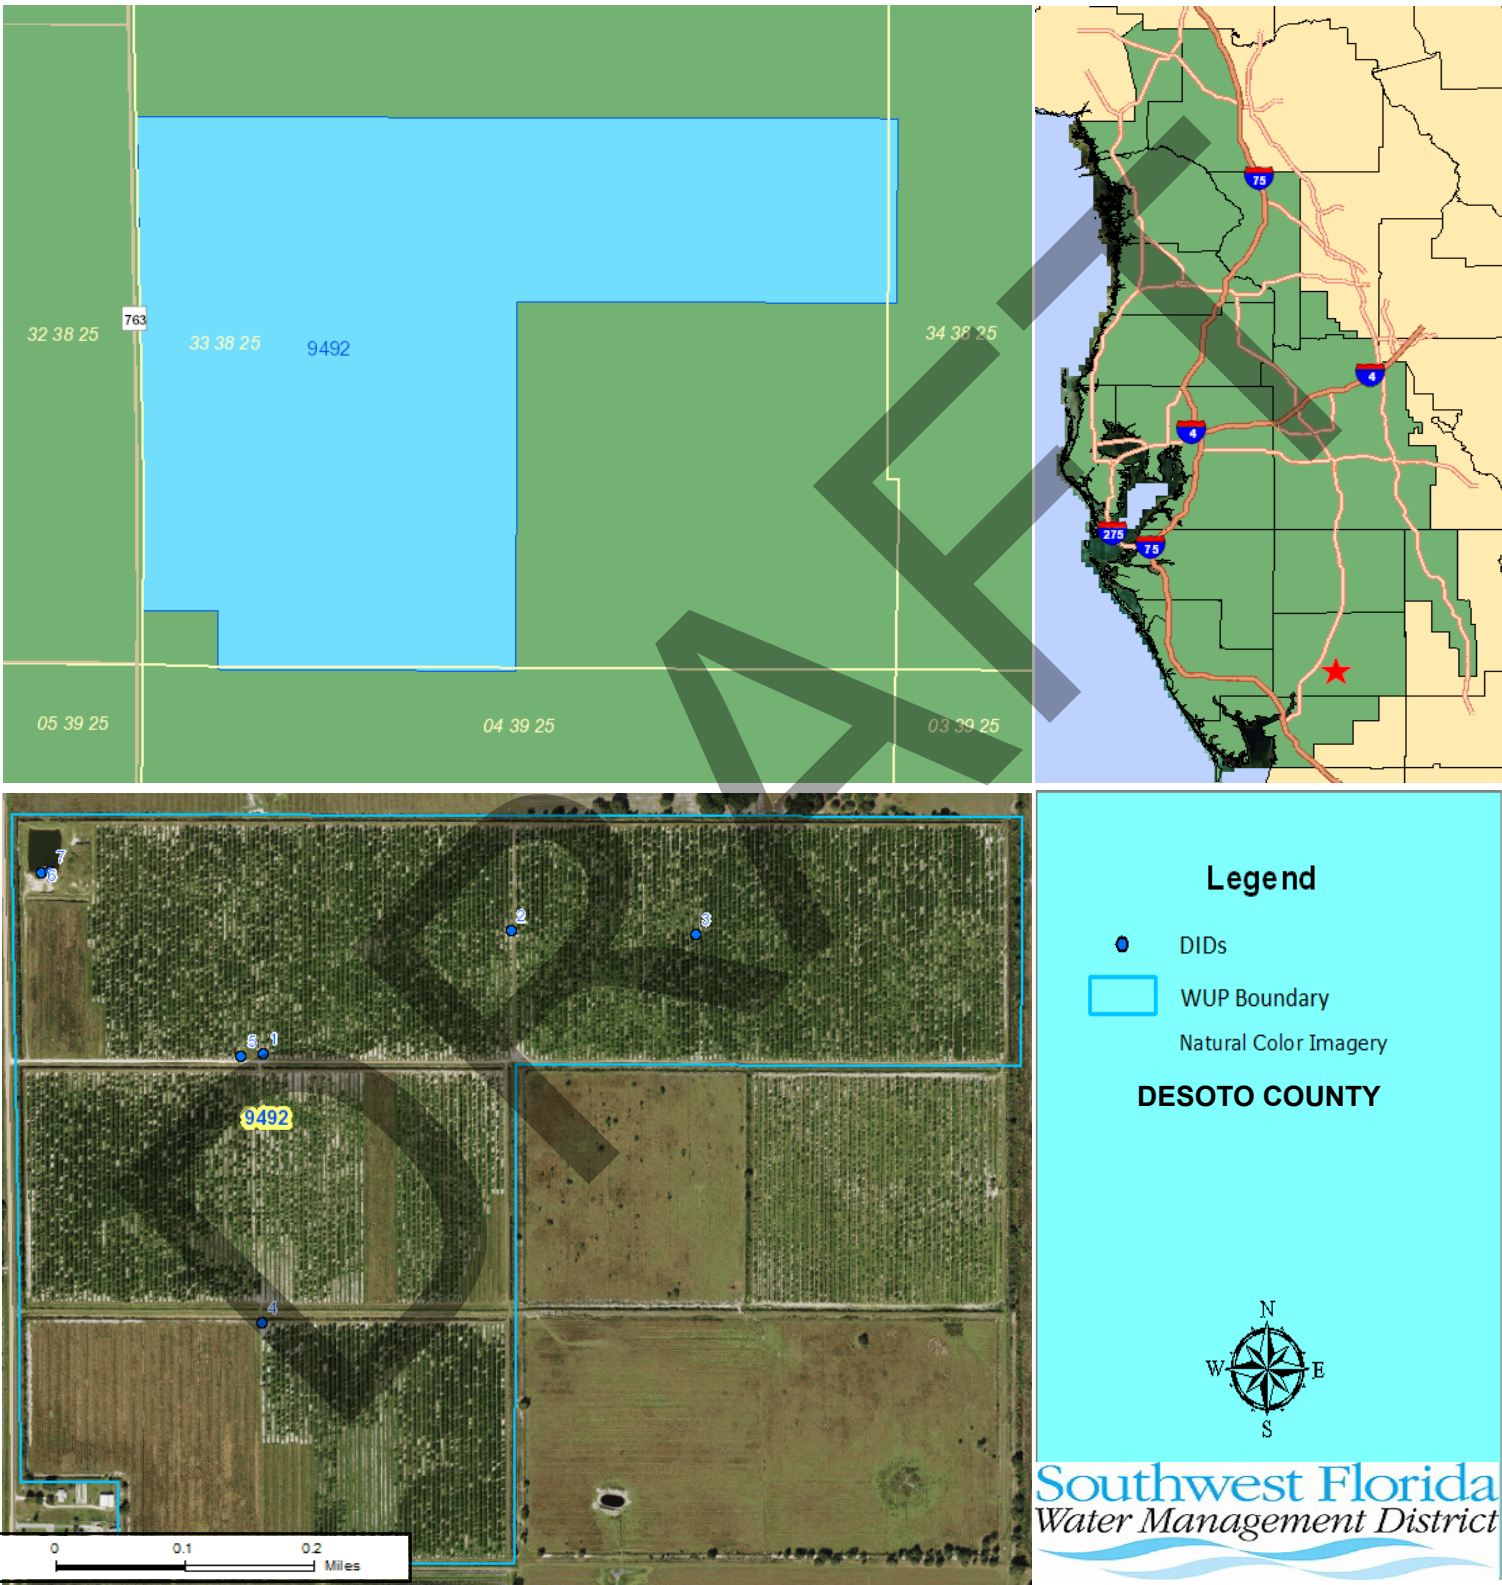 763
32 38 25
33 38 25
9492
34 38 25
05 39 25
04 39 25
03 39 25
75
4
4
275
75
DRAFT
7
6
2
3
5
1
9492
4
0
0.1
0.2
Miles
Legend
DIDs
WUP Boundary
Natural Color Imagery
DESOTO COUNTY
N
W
E
S
Southwest Florida
Water Management District